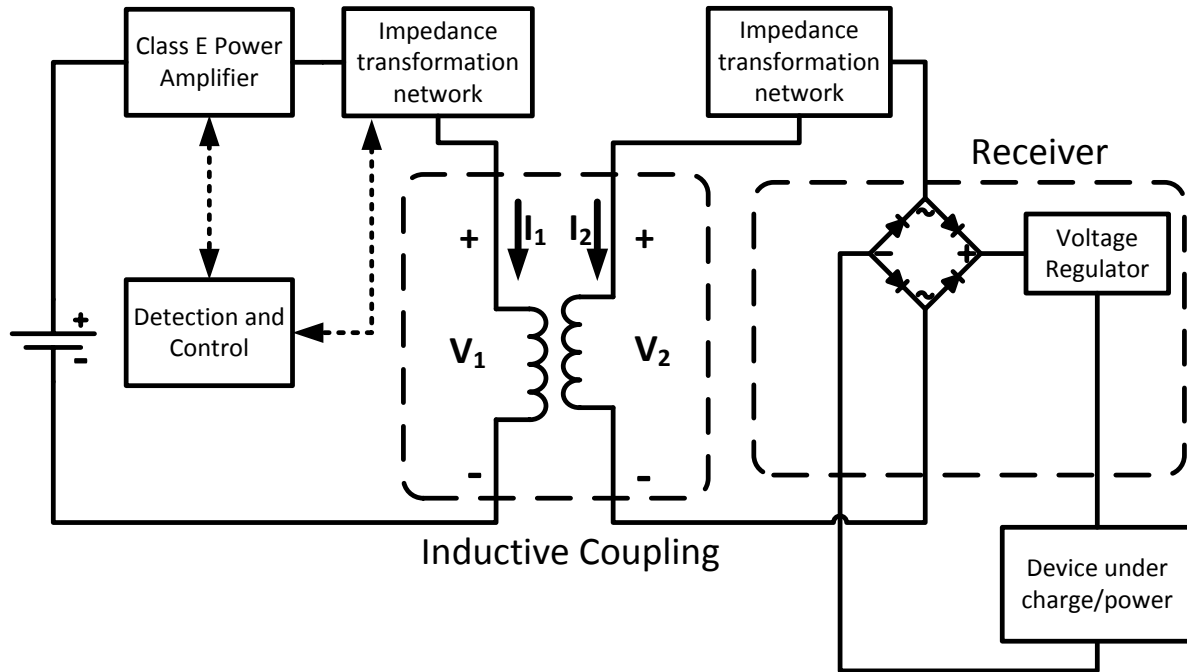 Class E Power
Amplifier
Impedance
transformation
network
Impedance
transformation
network
Receiver
+
I1
I2
+
~
-
+
~
Voltage
Regulator
Detection and
Control
+
-
V1
V2
-
-
Inductive Coupling
Device under
charge/power